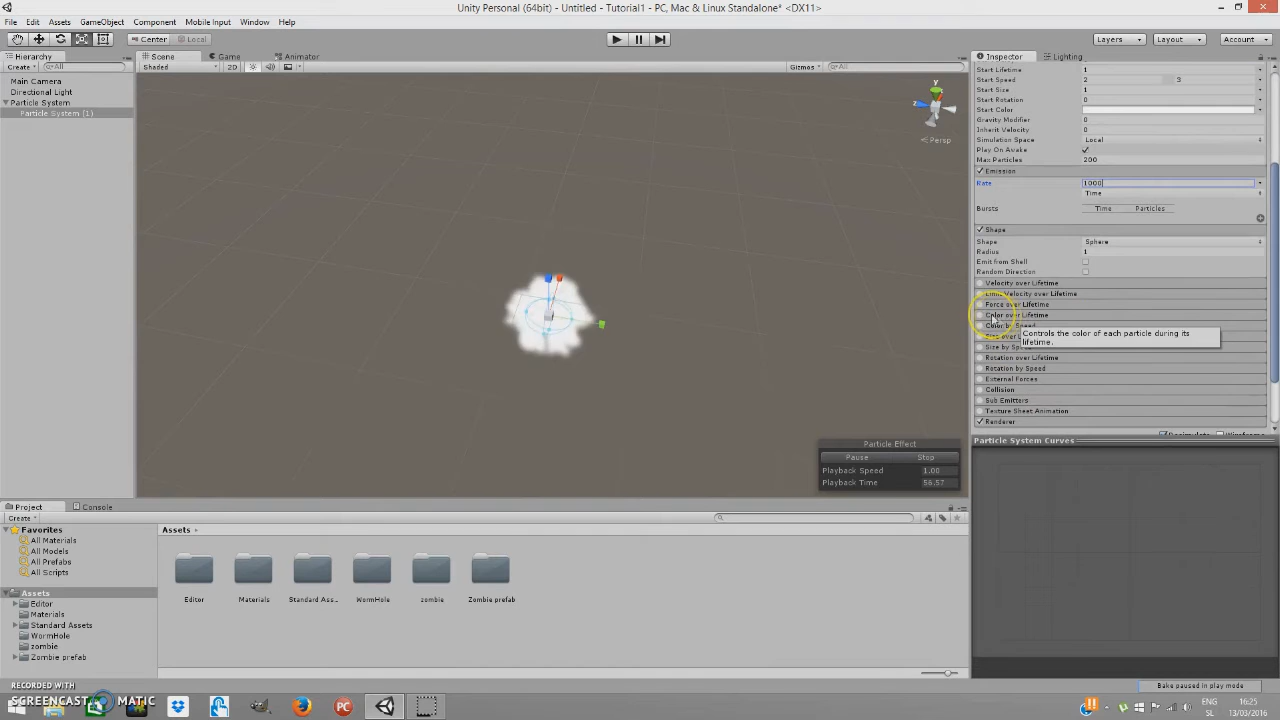 Unity Personal (64bit) - Untitled - Tutorial1 - PC, Mac & Linux Standalone* <DX11>
File Edit Assets GameObject Component Mobile Input Window Help
Center Local Layers Layout Account
Hierarchy
Create All
Main Camera
Directional Light
Particle System
Particle System (1)
Scene Game Animator
Shaded 2D Gizmos All
y
z
Persp
Particle Effect
Pause Stop
Playback Speed 1.00
Playback Time 56.57
Inspector Lighting
Start Lifetime 1
Start Speed 2 3
Start Size 1
Start Rotation 0
Start Color
Gravity Modifier 0
Inherit Velocity 0
Simulation Space Local
Play On Awake
Max Particles 200
Emission
Rate 1000
Time
Bursts Time Particles
Shape
Shape Sphere
Radius 1
Emit from Shell
Random Direction
Velocity over Lifetime
Limit Velocity over Lifetime
Force over Lifetime
Color over Lifetime
Color by Speed
Controls the color of each particle during its
lifetime.
Size over L
Size by Sp
Rotation over Lifetime
Rotation by Speed
External Forces
Collision
Sub Emitters
Texture Sheet Animation
Renderer
Particle System Curves
Project Console
Create
Favorites
All Materials
All Models
All Prefabs
All Scripts
Assets
Editor
Materials
Standard Assets
WormHole
zombie
Zombie prefab
Assets
Editor Materials Standard Ass... WormHole zombie Zombie prefab
Bake paused in play mode
RECORDED WITH
SCREENCAST MATIC
PC
ENG
SL
16:25
13/03/2016